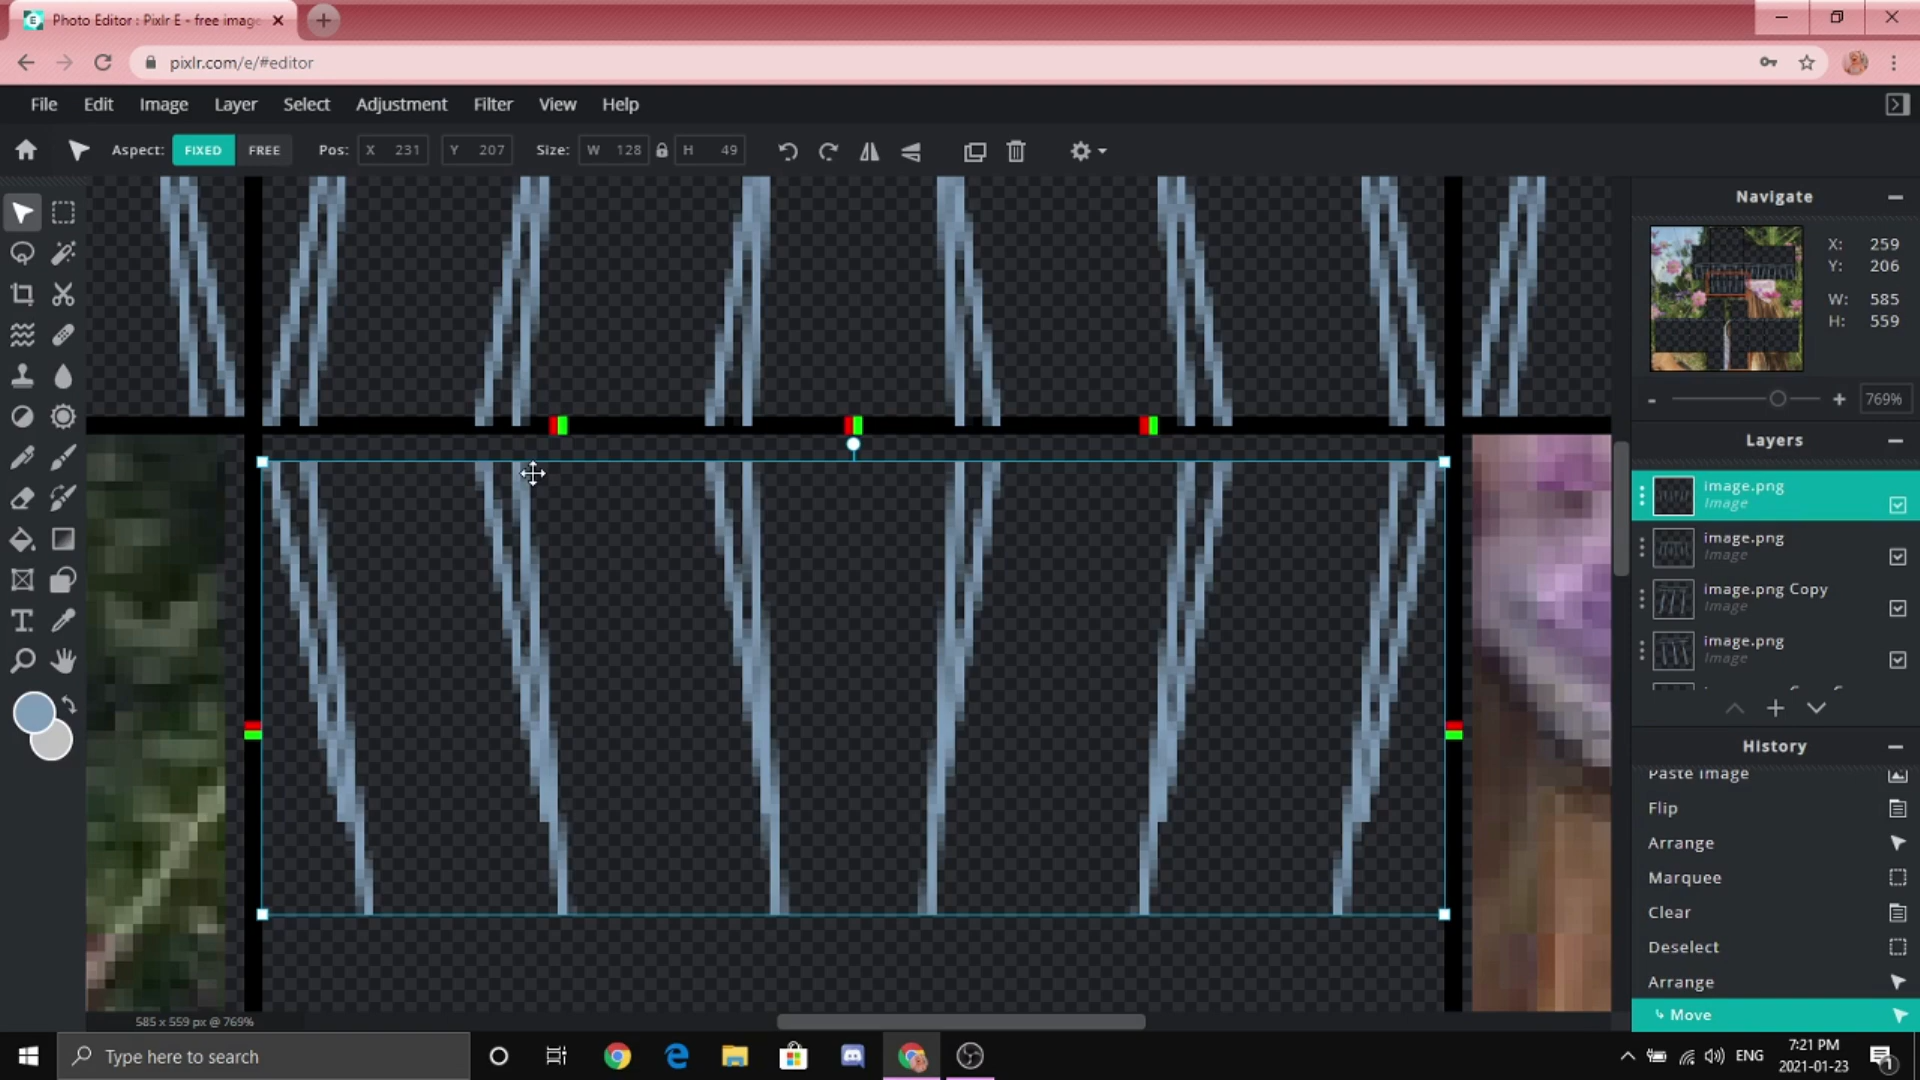 Photo Editor : Pixlr E - free image
pixlr.com/e/#editor
File Edit Image Layer Select Adjustment Filter View Help
Aspect: FIXED FREE Pos: X 231 Y 207 Size: W 128 H 49
Navigate
X: 259
Y: 206
W: 585
H: 559
- + 769%
Layers
image.png
Image
image.png
Image
image.png Copy
Image
image.png
Image
History
Paste Image
Flip
Arrange
Marquee
Clear
Deselect
Arrange
Move
585 x 559 px @ 769%
Type here to search
ENG
7:21 PM
2021-01-23
1